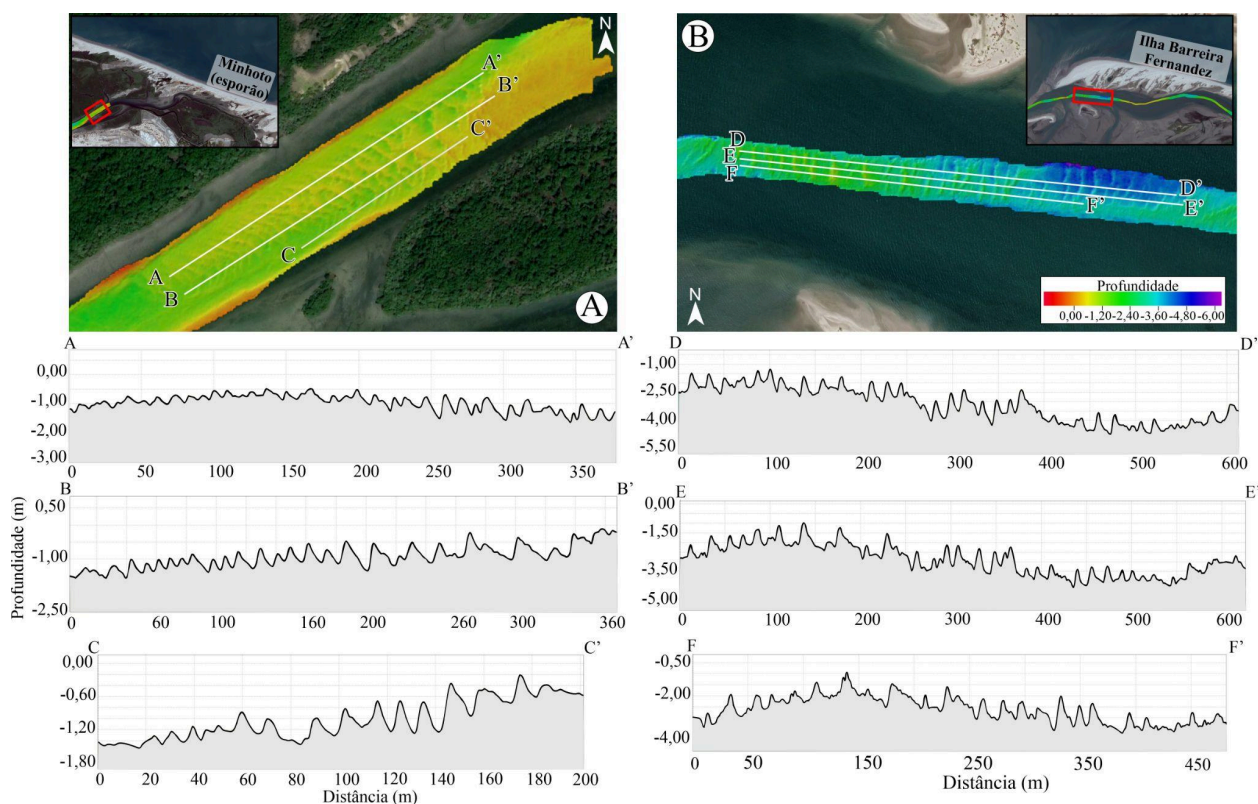 Minhoto
(esporão)
N
A'
B'
C'
A
B
C
A
B
Ilha Barreira
Fernandez
D
E
F
D'
E'
F'
N
Profundidade
0,00 -1,20 -2,40 -3,60 -4,80 -6,00
A A'
0,00
-1,00
-2,00
-3,00
0 50 100 150 200 250 300 350
B B'
0,50
-1,00
-2,50
0 60 100 160 200 260 300 360
C C'
0,00
-0,60
-1,20
-1,80
0 20 40 60 80 100 120 140 160 180 200
Profundidade (m)
Distância (m)
D D'
-1,00
-2,50
-4,00
-5,50
0 100 200 300 400 500 600
E E'
0,00
-1,50
-3,50
-5,00
0 100 200 300 400 500 600
F F'
-0,50
-2,00
-4,00
0 50 150 250 350 450
Distância (m)